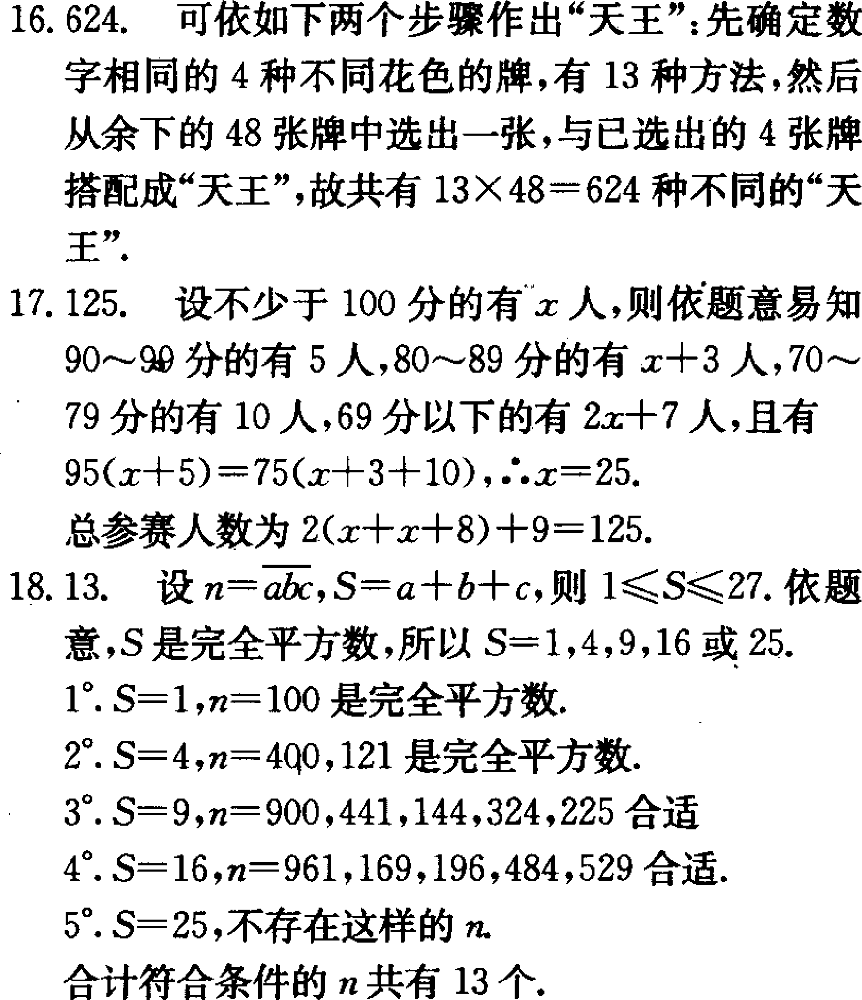 16. 624.　可依如下两个步骤作出“天王”:先确定数
字相同的 4 种不同花色的牌,有 13 种方法,然后
从余下的 48 张牌中选出一张,与已选出的 4 张牌
搭配成“天王”,故共有 13×48=624 种不同的“天
王”.
17. 125.　设不少于 100 分的有 x 人,则依题意易知
90～99 分的有 5 人,80～89 分的有 x+3 人,70～
79 分的有 10 人,69 分以下的有 2x+7 人,且有
95(x+5)=75(x+3+10),∴x=25.
总参赛人数为 2(x+x+8)+9=125.
18. 13.　设 n=\overline{abc},S=a+b+c,则 1≤S≤27. 依题
意,S 是完全平方数,所以 S=1,4,9,16 或 25.
1°. S=1,n=100 是完全平方数.
2°. S=4,n=400,121 是完全平方数.
3°. S=9,n=900,441,144,324,225 合适
4°. S=16,n=961,169,196,484,529 合适.
5°. S=25,不存在这样的 n.
合计符合条件的 n 共有 13 个.